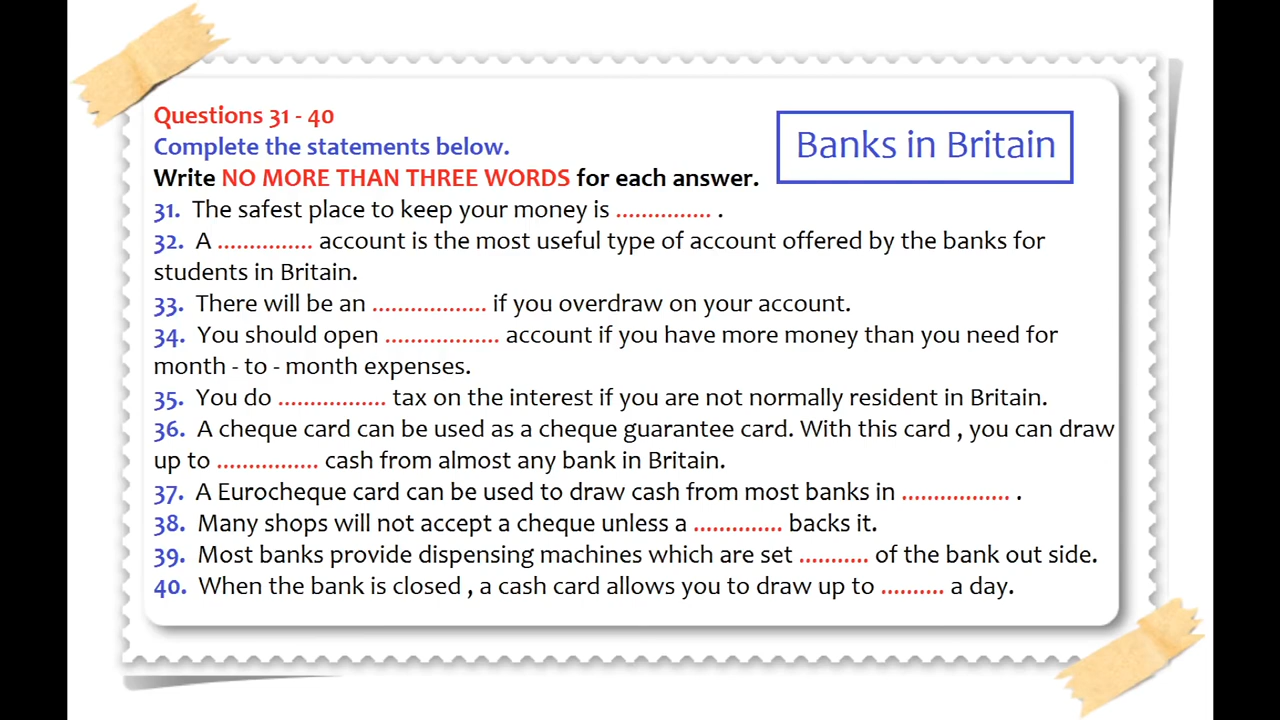 Questions 31 - 40
Banks in Britain
Complete the statements below.
Write NO MORE THAN THREE WORDS for each answer.
31. The safest place to keep your money is ............... .
32. A ............... account is the most useful type of account offered by the banks for
students in Britain.
33. There will be an .................. if you overdraw on your account.
34. You should open .................. account if you have more money than you need for
month - to - month expenses.
35. You do ................. tax on the interest if you are not normally resident in Britain.
36. A cheque card can be used as a cheque guarantee card. With this card , you can draw
up to ................ cash from almost any bank in Britain.
37. A Eurocheque card can be used to draw cash from most banks in ................. .
38. Many shops will not accept a cheque unless a .............. backs it.
39. Most banks provide dispensing machines which are set ........... of the bank out side.
40. When the bank is closed , a cash card allows you to draw up to .......... a day.